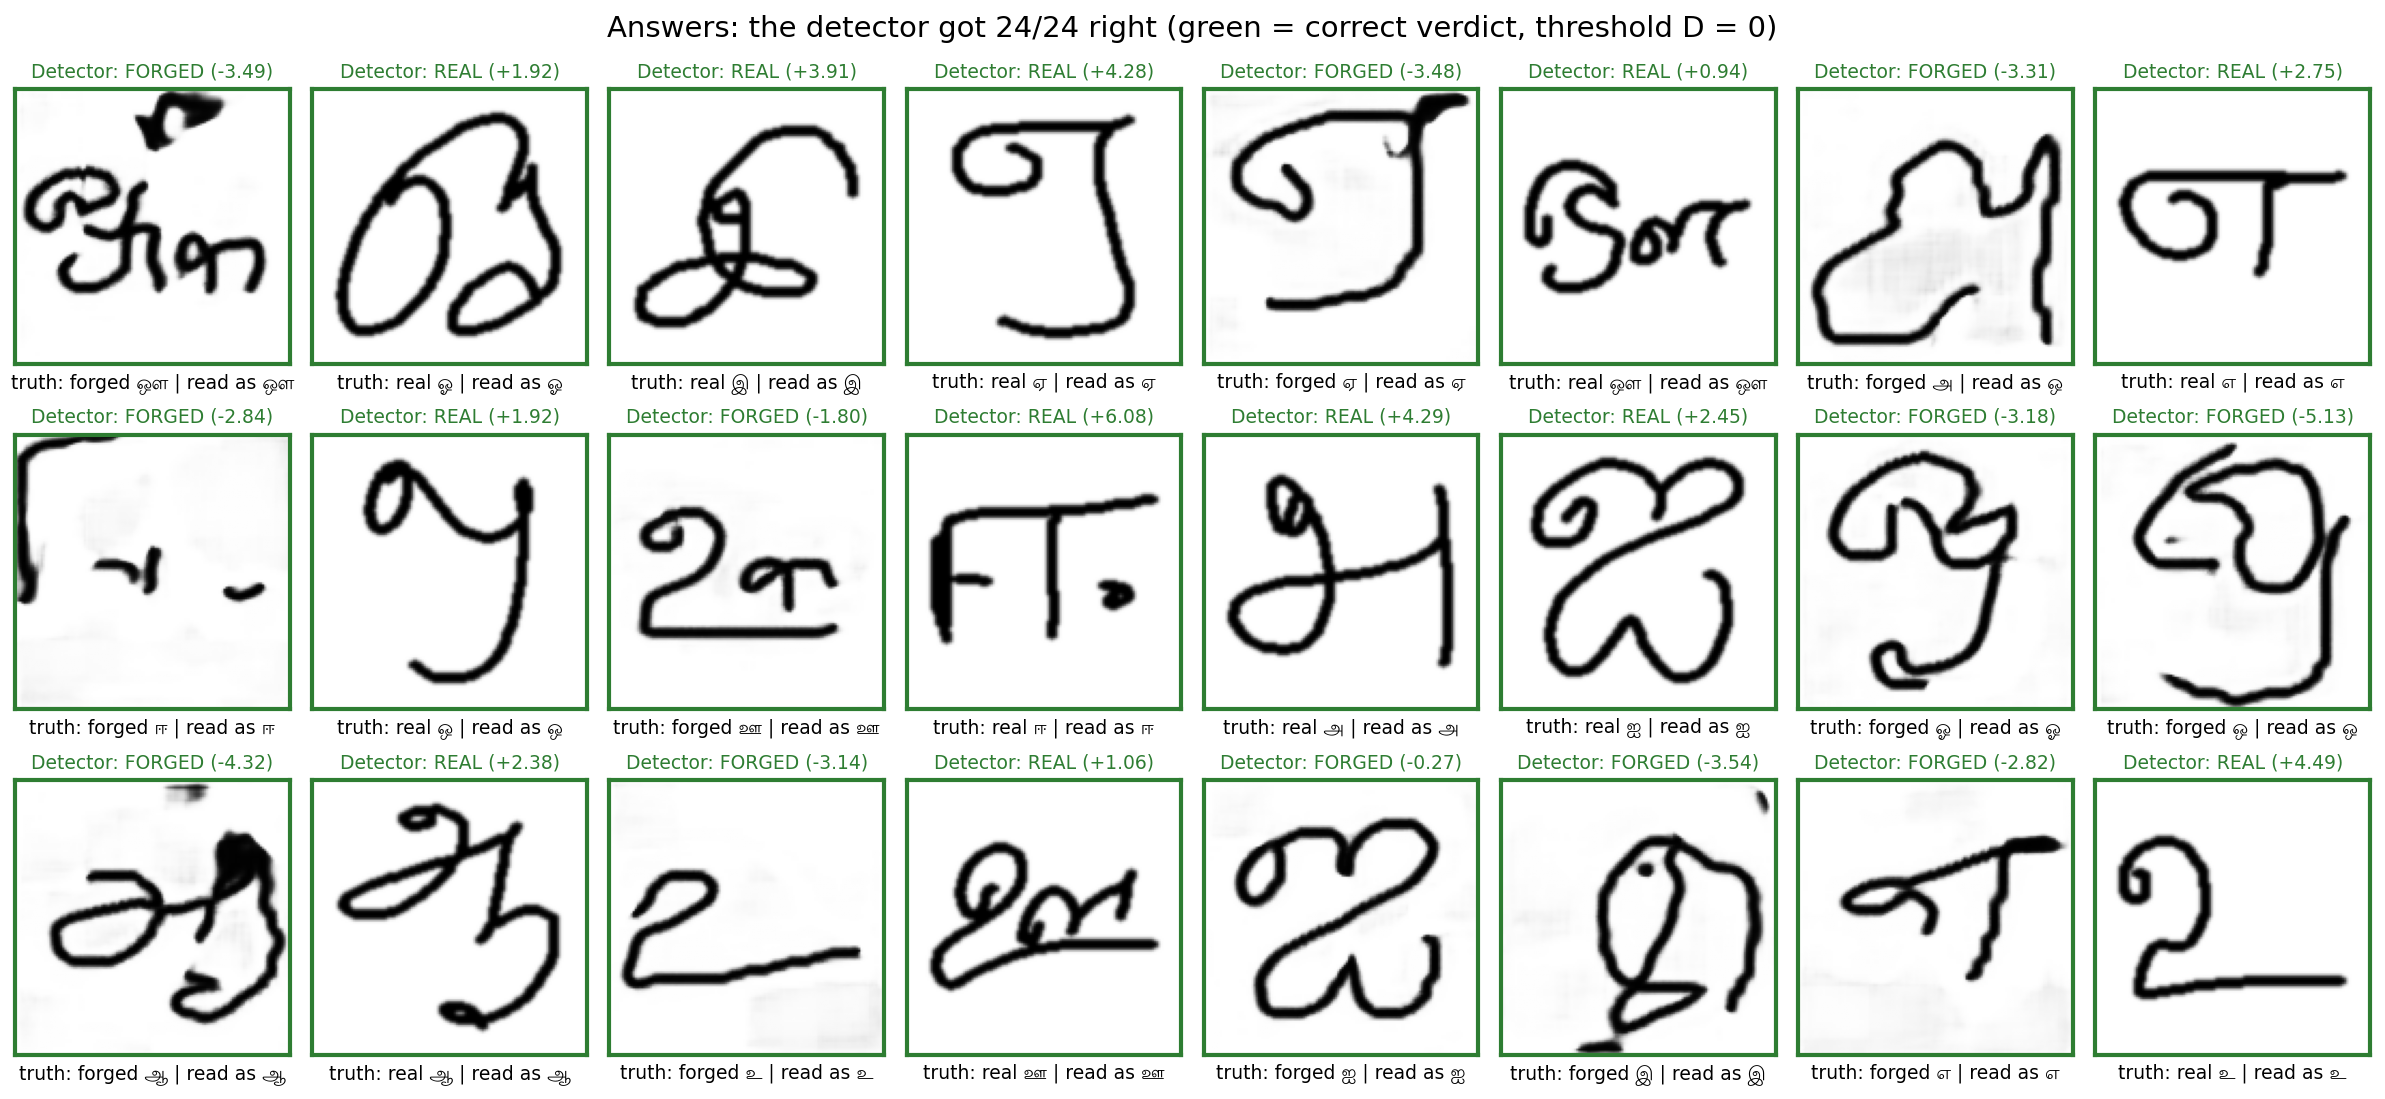 Answers: the detector got 24/24 right (green = correct verdict, threshold D = 0)
Detector: FORGED (-3.49) Detector: REAL (+1.92) Detector: REAL (+3.91) Detector: REAL (+4.28) Detector: FORGED (-3.48) Detector: REAL (+0.94) Detector: FORGED (-3.31) Detector: REAL (+2.75)
ஓ இ ஏ ஏ ஒள எ
truth: forged ஒள | read as ஒள truth: real ஓ | read as ஓ truth: real இ | read as இ truth: real ஏ | read as ஏ truth: forged ஏ | read as ஏ truth: real ஒள | read as ஒள truth: forged அ | read as ஒ truth: real எ | read as எ
Detector: FORGED (-2.84) Detector: REAL (+1.92) Detector: FORGED (-1.80) Detector: REAL (+6.08) Detector: REAL (+4.29) Detector: REAL (+2.45) Detector: FORGED (-3.18) Detector: FORGED (-5.13)
ஒ ஊ ஈ அ ஐ ஓ ஒ
truth: forged ஈ | read as ஈ truth: real ஒ | read as ஒ truth: forged ஊ | read as ஊ truth: real ஈ | read as ஈ truth: real அ | read as அ truth: real ஐ | read as ஐ truth: forged ஓ | read as ஓ truth: forged ஒ | read as ஒ
Detector: FORGED (-4.32) Detector: REAL (+2.38) Detector: FORGED (-3.14) Detector: REAL (+1.06) Detector: FORGED (-0.27) Detector: FORGED (-3.54) Detector: FORGED (-2.82) Detector: REAL (+4.49)
ஆ ஆ உ ஊ ஐ இ எ உ
truth: forged ஆ | read as ஆ truth: real ஆ | read as ஆ truth: forged உ | read as உ truth: real ஊ | read as ஊ truth: forged ஐ | read as ஐ truth: forged இ | read as இ truth: forged எ | read as எ truth: real உ | read as உ